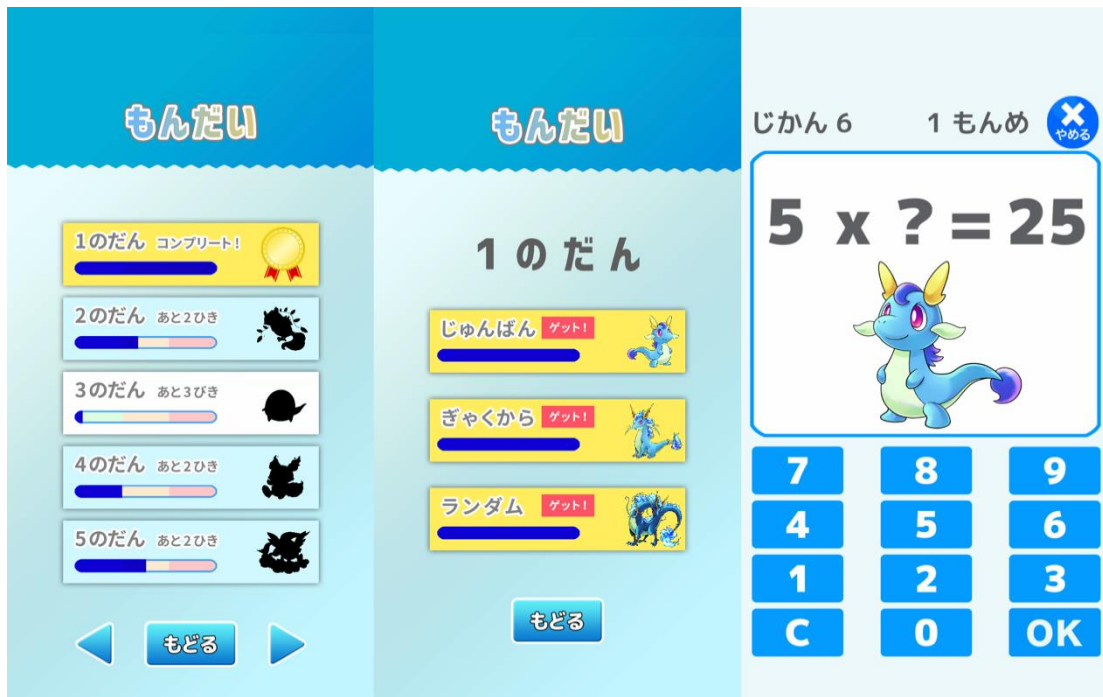 もんだい
1のだん コンプリート!
2のだん あと2ひき
3のだん あと3びき
4のだん あと2ひき
5のだん あと2ひき
もどる
もんだい
1のだん
じゅんばん ゲット!
ぎゃくから ゲット!
ランダム ゲット!
もどる
じかん 6 1 もんめ やめる
5 x ? = 25
7 8 9
4 5 6
1 2 3
C 0 OK